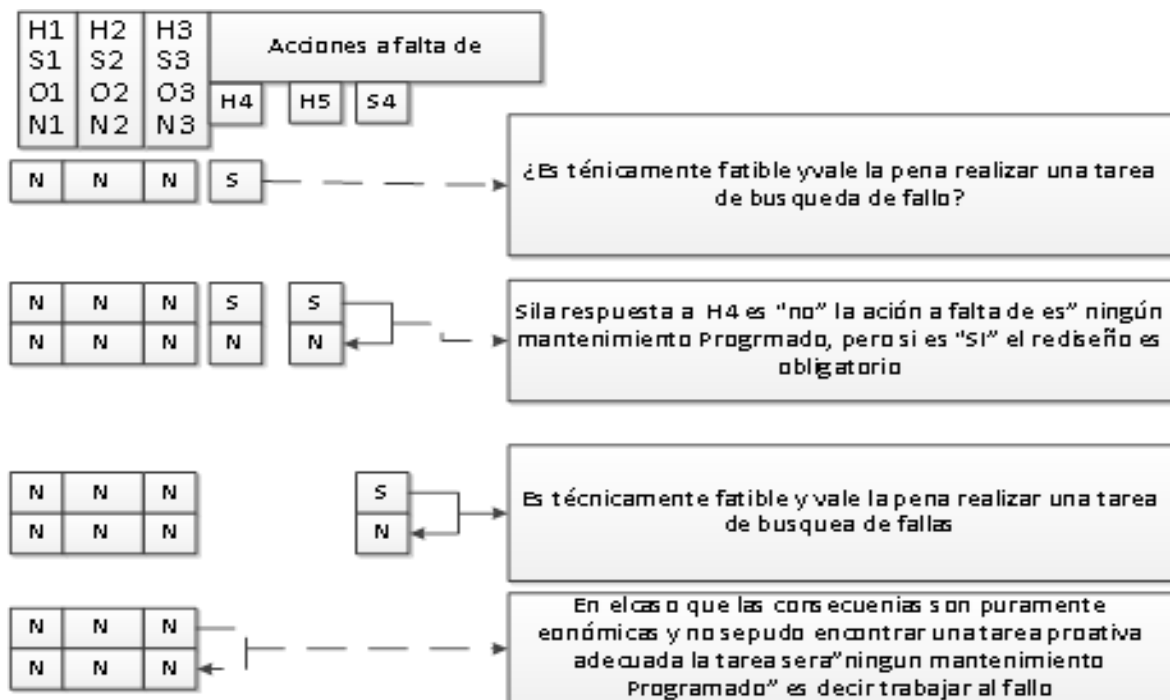 H1 H2 H3
S1 S2 S3 Acciones a falta de
O1 O2 O3 H4 H5 S4
N1 N2 N3
N N N S
¿Es ténicamente fatible y vale la pena realizar una tarea
de busqueda de fallo?
N N N S S
N N N N N
Si la respuesta a H4 es "no" la ación a falta de es" ningún
mantenimiento Progrmado, pero si es "SI" el rediseño es
obligatorio
N N N S
N N N N
Es técnicamente fatible y vale la pena realizar una tarea
de busquea de fallas
N N N
N N N
En el caso que las consecuenias son puramente
eonómicas y no se pudo encontrar una tarea proativa
adecuada la tarea sera"ningun mantenimiento
Programado" es decir trabajar al fallo